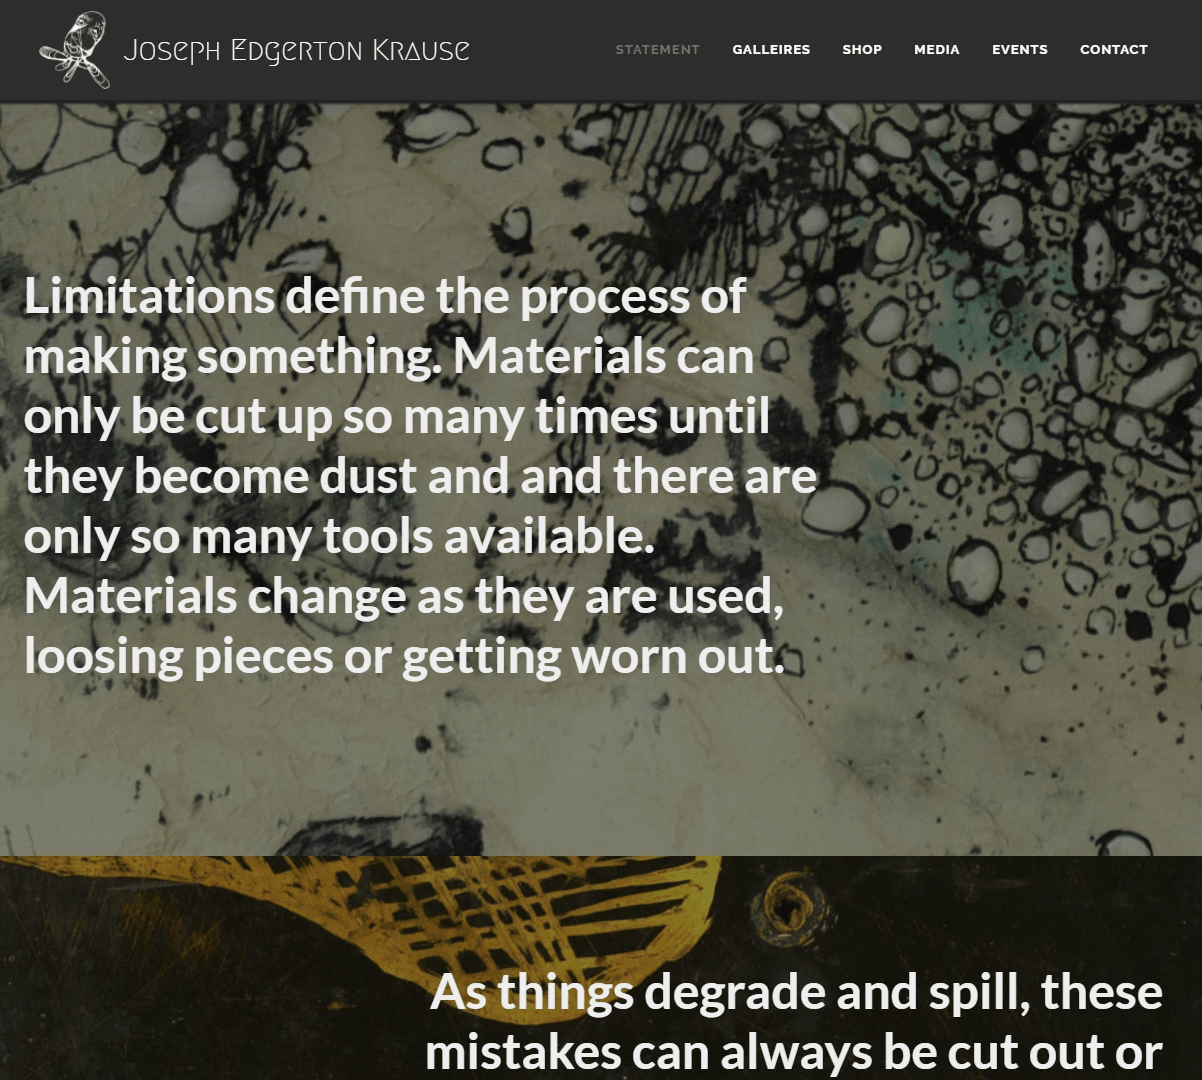 Joseph Edgerton Krause
STATEMENT GALLEIRES SHOP MEDIA EVENTS CONTACT
Limitations define the process of
making something. Materials can
only be cut up so many times until
they become dust and and there are
only so many tools available.
Materials change as they are used,
loosing pieces or getting worn out.
As things degrade and spill, these
mistakes can always be cut out or